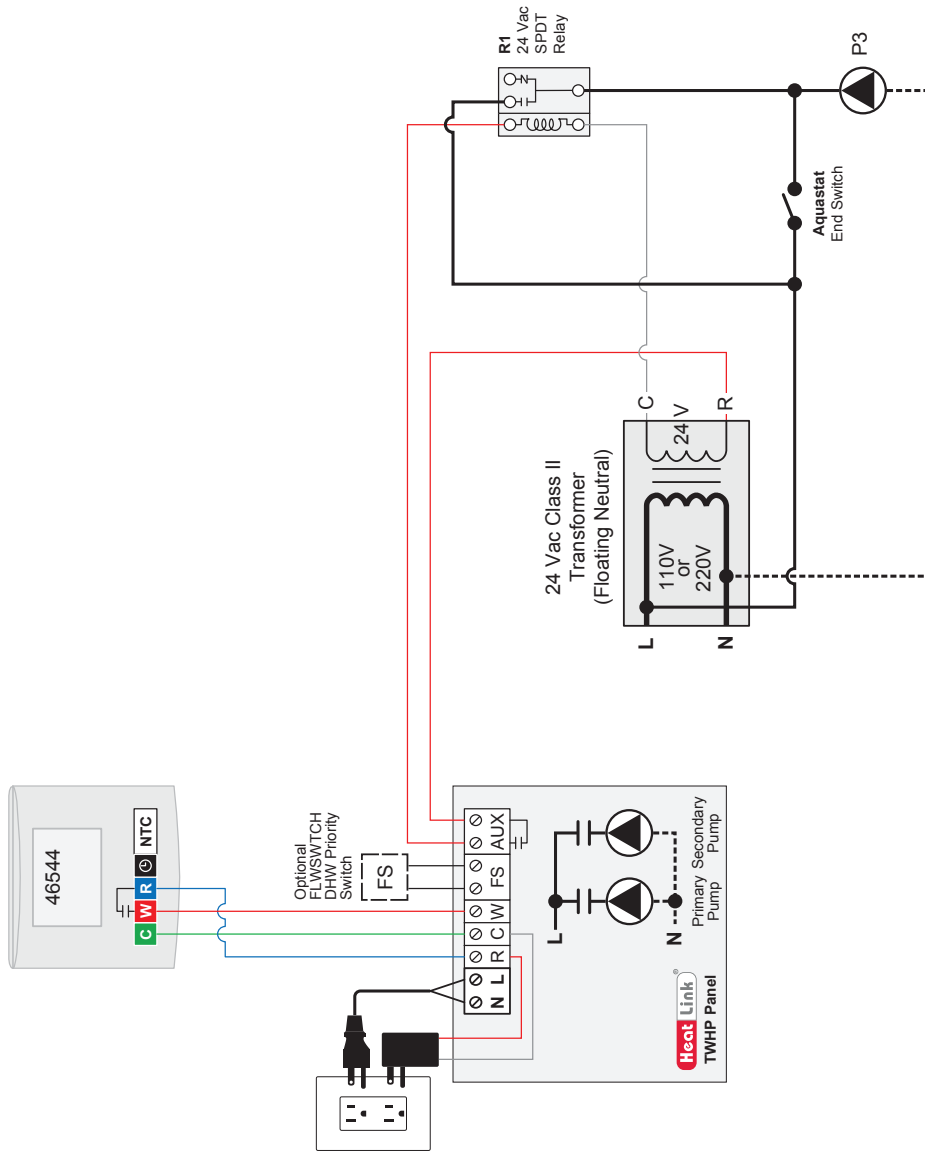 46544
C
W
R
NTC
Optional
FLWSWTCH
DHW Priority
Switch
FS
N
L
R
C
W
FS
AUX
L
N
Primary
Pump
Secondary
Pump
Heat Link®
TWHP Panel
24 Vac Class II
Transformer
(Floating Neutral)
L
N
110V
or
220V
24 V
C
R
R1
24 Vac
SPDT
Relay
Aquastat
End Switch
P3